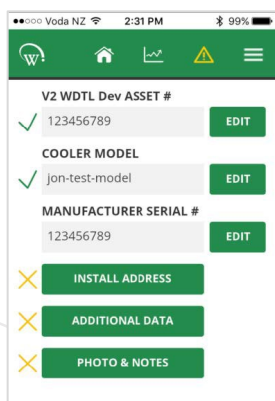 Voda NZ 2:31 PM 99%
W
V2 WDTL Dev ASSET #
123456789 EDIT
COOLER MODEL
jon-test-model EDIT
MANUFACTURER SERIAL #
123456789 EDIT
INSTALL ADDRESS
ADDITIONAL DATA
PHOTO & NOTES